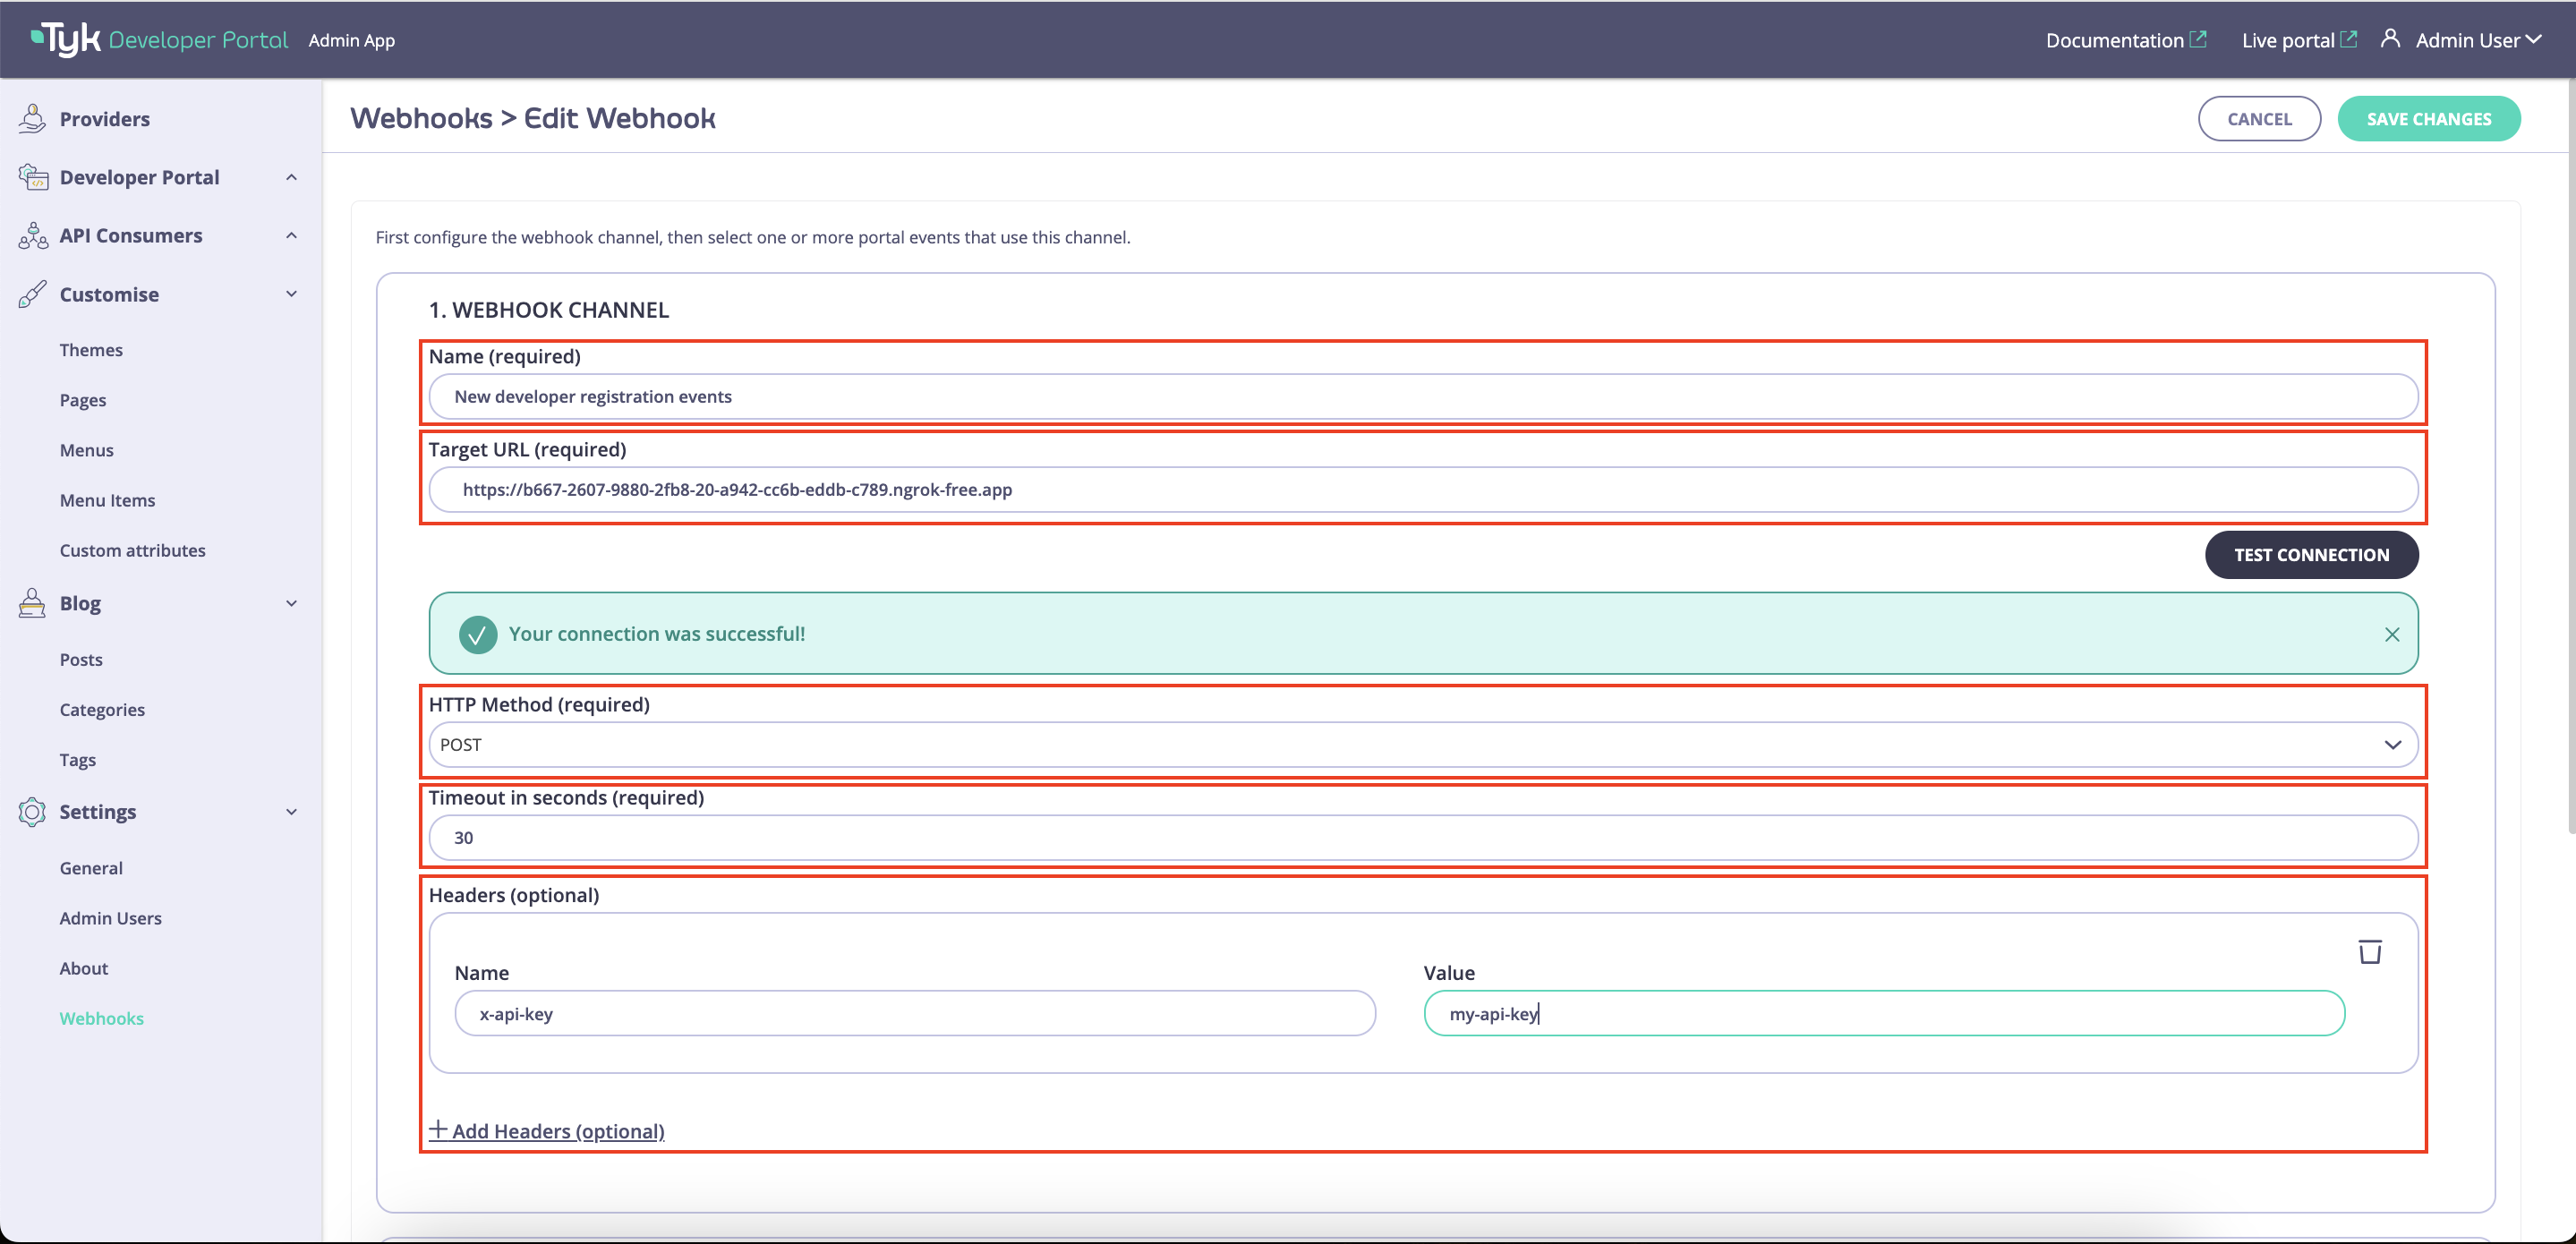 Tyk Developer Portal Admin App
Documentation Live portal Admin User
Providers
Developer Portal
API Consumers
Customise
Themes
Pages
Menus
Menu Items
Custom attributes
Blog
Posts
Categories
Tags
Settings
General
Admin Users
About
Webhooks
Webhooks > Edit Webhook
CANCEL SAVE CHANGES
First configure the webhook channel, then select one or more portal events that use this channel.
1. WEBHOOK CHANNEL
Name (required)
New developer registration events
Target URL (required)
https://b667-2607-9880-2fb8-20-a942-cc6b-eddb-c789.ngrok-free.app
TEST CONNECTION
Your connection was successful!
HTTP Method (required)
POST
Timeout in seconds (required)
30
Headers (optional)
Name Value
x-api-key my-api-key
+ Add Headers (optional)